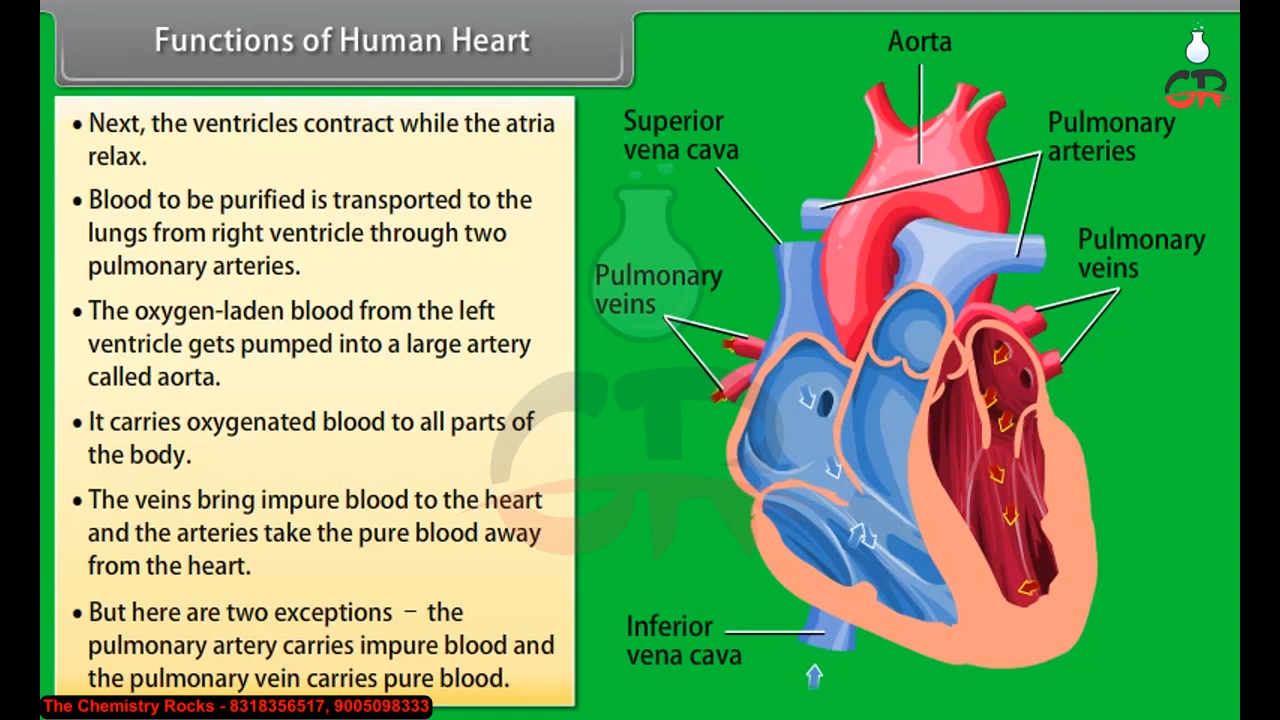 Functions of Human Heart
• Next, the ventricles contract while the atria
relax.
• Blood to be purified is transported to the
lungs from right ventricle through two
pulmonary arteries.
• The oxygen-laden blood from the left
ventricle gets pumped into a large artery
called aorta.
• It carries oxygenated blood to all parts of
the body.
• The veins bring impure blood to the heart
and the arteries take the pure blood away
from the heart.
• But here are two exceptions – the
pulmonary artery carries impure blood and
the pulmonary vein carries pure blood.
Aorta
Superior
vena cava
Pulmonary
arteries
Pulmonary
veins
Pulmonary
veins
Inferior
vena cava
The Chemistry Rocks - 8318356517, 9005098333